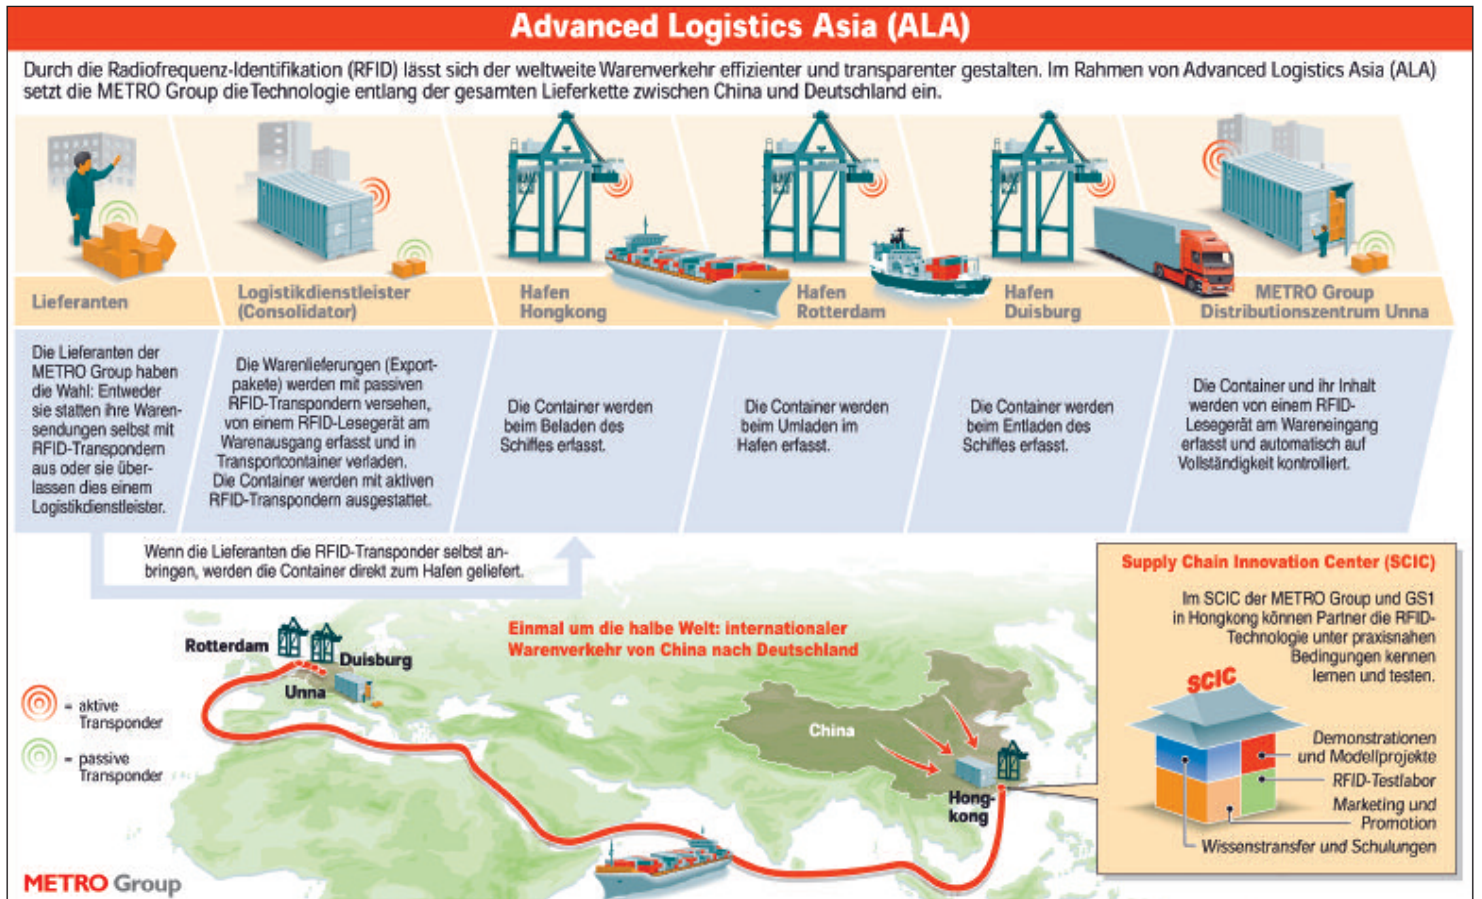 Advanced Logistics Asia (ALA)
Durch die Radiofrequenz-Identifikation (RFID) lässt sich der weltweite Warenverkehr effizienter und transparenter gestalten. Im Rahmen von Advanced Logistics Asia (ALA)
setzt die METRO Group die Technologie entlang der gesamten Lieferkette zwischen China und Deutschland ein.
Lieferanten
Die Lieferanten der
METRO Group haben
die Wahl: Entweder
sie statten ihre Waren-
sendungen selbst mit
RFID-Transpondern
aus oder sie über-
lassen dies einem
Logistikdienstleister.
Logistikdienstleister
(Consolidator)
Die Warenlieferungen (Export-
pakete) werden mit passiven
RFID-Transpondern versehen,
von einem RFID-Lesegerät am
Warenausgang erfasst und in
Transportcontainer verladen.
Die Container werden mit aktiven
RFID-Transpondern ausgestattet.
Hafen
Hongkong
Die Container werden
beim Beladen des
Schiffes erfasst.
Hafen
Rotterdam
Die Container werden
beim Umladen im
Hafen erfasst.
Hafen
Duisburg
Die Container werden
beim Entladen des
Schiffes erfasst.
METRO Group
Distributionszentrum Unna
Die Container und ihr Inhalt
werden von einem RFID-
Lesegerät am Wareneingang
erfasst und automatisch auf
Vollständigkeit kontrolliert.
Wenn die Lieferanten die RFID-Transponder selbst an-
bringen, werden die Container direkt zum Hafen geliefert.
Einmal um die halbe Welt: internationaler
Warenverkehr von China nach Deutschland
Rotterdam
Duisburg
Unna
China
Hong-
kong
= aktive
Transponder
= passive
Transponder
METRO Group
Supply Chain Innovation Center (SCIC)
Im SCIC der METRO Group und GS1
in Hongkong können Partner die RFID-
Technologie unter praxisnahen
Bedingungen kennen
lernen und testen.
SCIC
Demonstrationen
und Modellprojekte
RFID-Testlabor
Marketing und
Promotion
Wissenstransfer und Schulungen